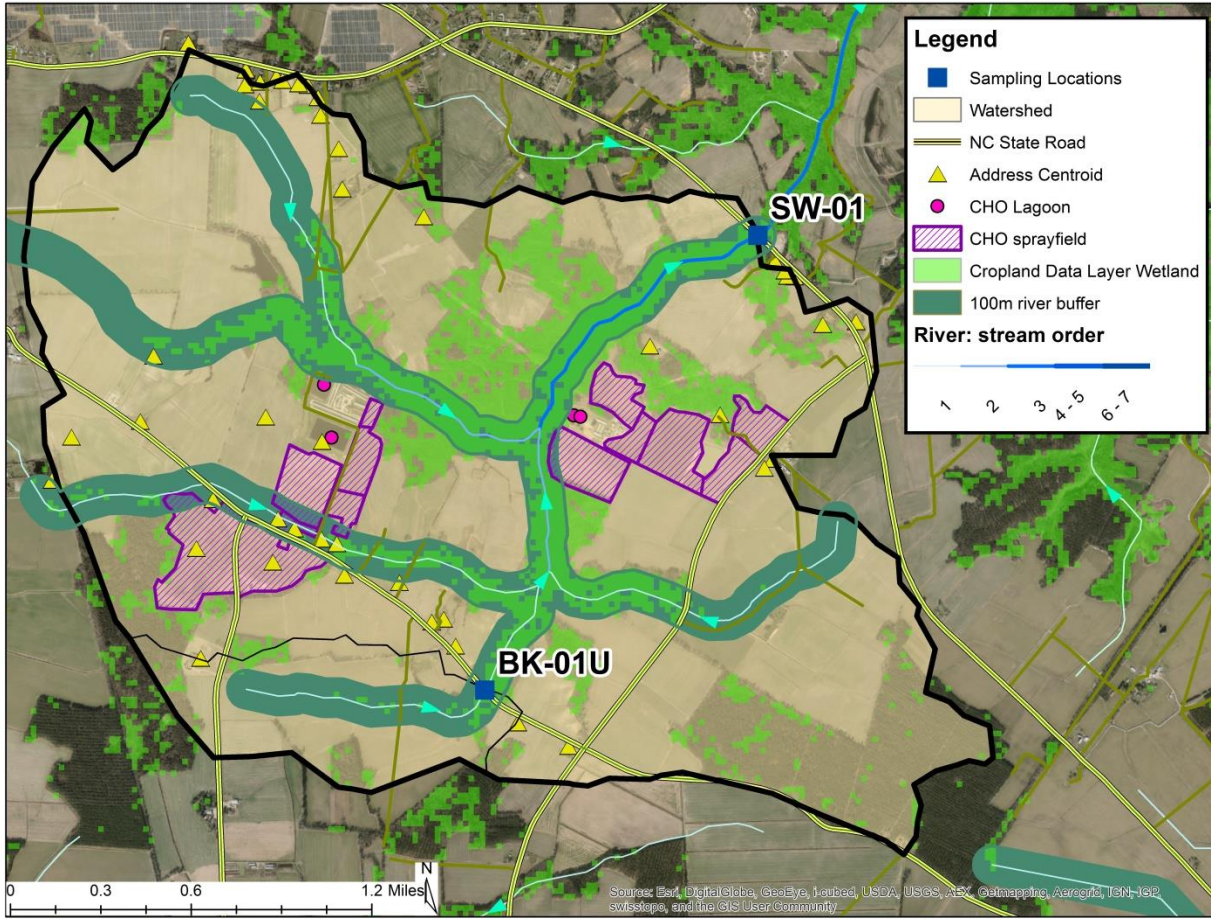 Legend
Sampling Locations
Watershed
NC State Road
Address Centroid
CHO Lagoon
CHO sprayfield
Cropland Data Layer Wetland
100m river buffer
River: stream order
1 2 3 4 - 5 6 - 7
SW-01
BK-01U
0 0.3 0.6 1.2 Miles
N
Source: Esri, DigitalGlobe, GeoEye, i-cubed, USDA, USGS, AEX, Getmapping, Aerogrid, IGN, IGP,
swisstopo, and the GIS User Community